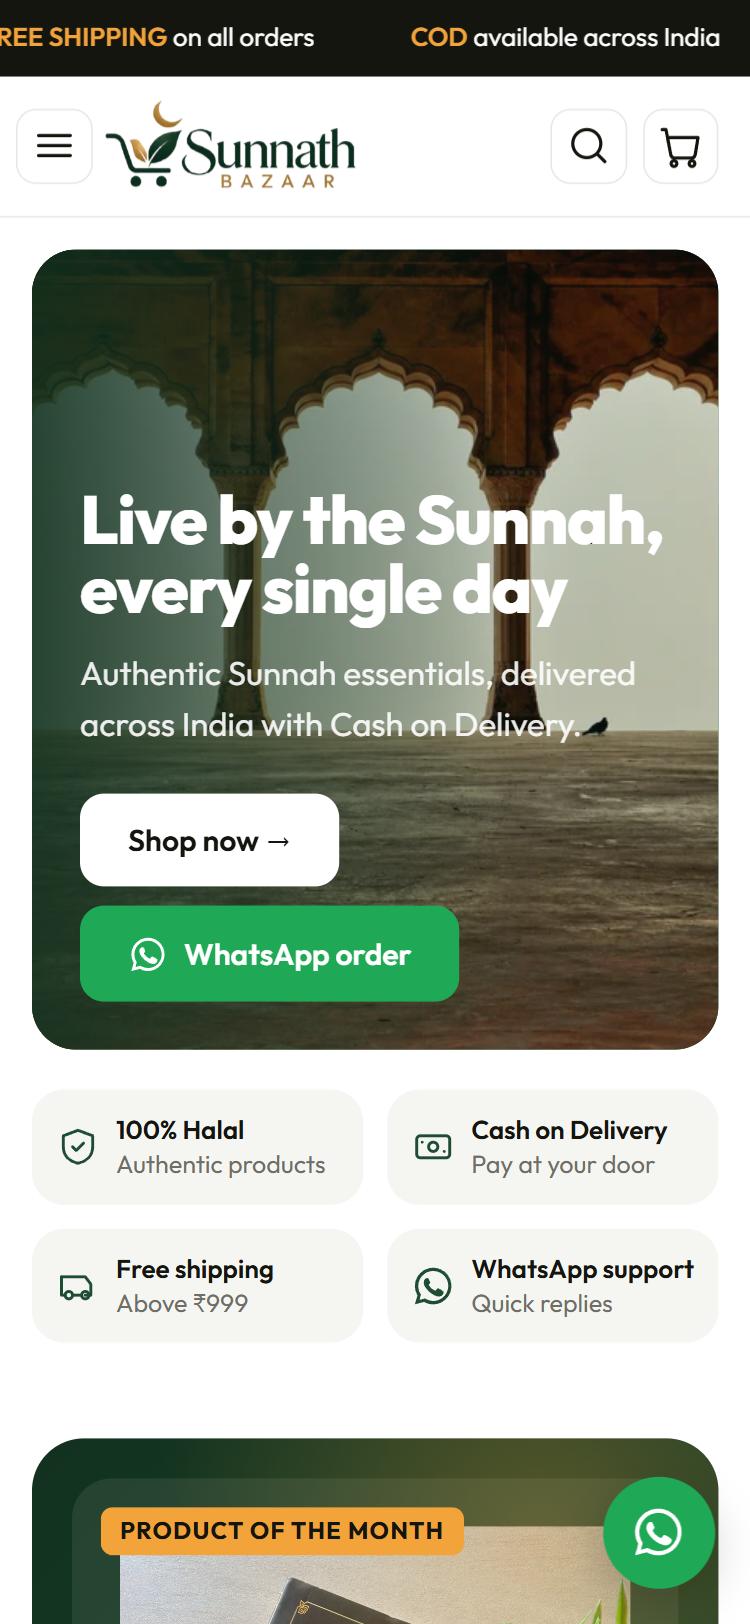 REE SHIPPING on all orders COD available across India
Sunnath
BAZAAR
Live by the Sunnah,
every single day
Authentic Sunnah essentials, delivered
across India with Cash on Delivery.
Shop now →
WhatsApp order
100% Halal
Authentic products
Cash on Delivery
Pay at your door
Free shipping
Above ₹999
WhatsApp support
Quick replies
PRODUCT OF THE MONTH